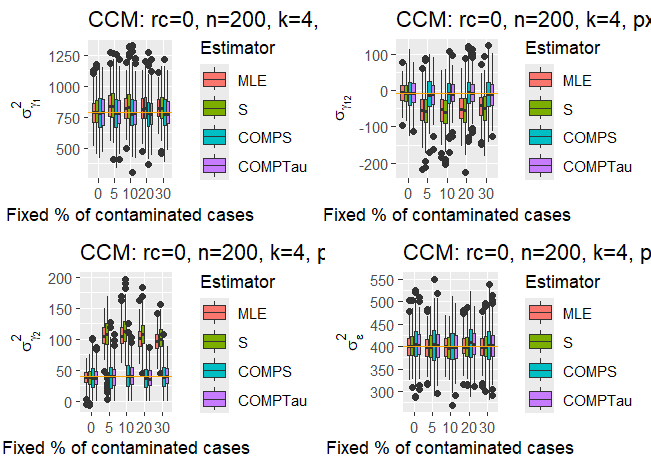 CCM: rc=0, n=200, k=4,
σ²γ1
1250
1000
750
500
0 5 10 20 30
Fixed % of contaminated cases
Estimator
MLE
S
COMPS
COMPTau
CCM: rc=0, n=200, k=4, px
σγ12
100
0
-100
-200
0 5 10 20 30
Fixed % of contaminated cases
Estimator
MLE
S
COMPS
COMPTau
CCM: rc=0, n=200, k=4, p
σ²γ2
200
150
100
50
0
0 5 10 20 30
Fixed % of contaminated cases
Estimator
MLE
S
COMPS
COMPTau
CCM: rc=0, n=200, k=4, p
σ²ε
550
500
450
400
350
300
0 5 10 20 30
Fixed % of contaminated cases
Estimator
MLE
S
COMPS
COMPTau